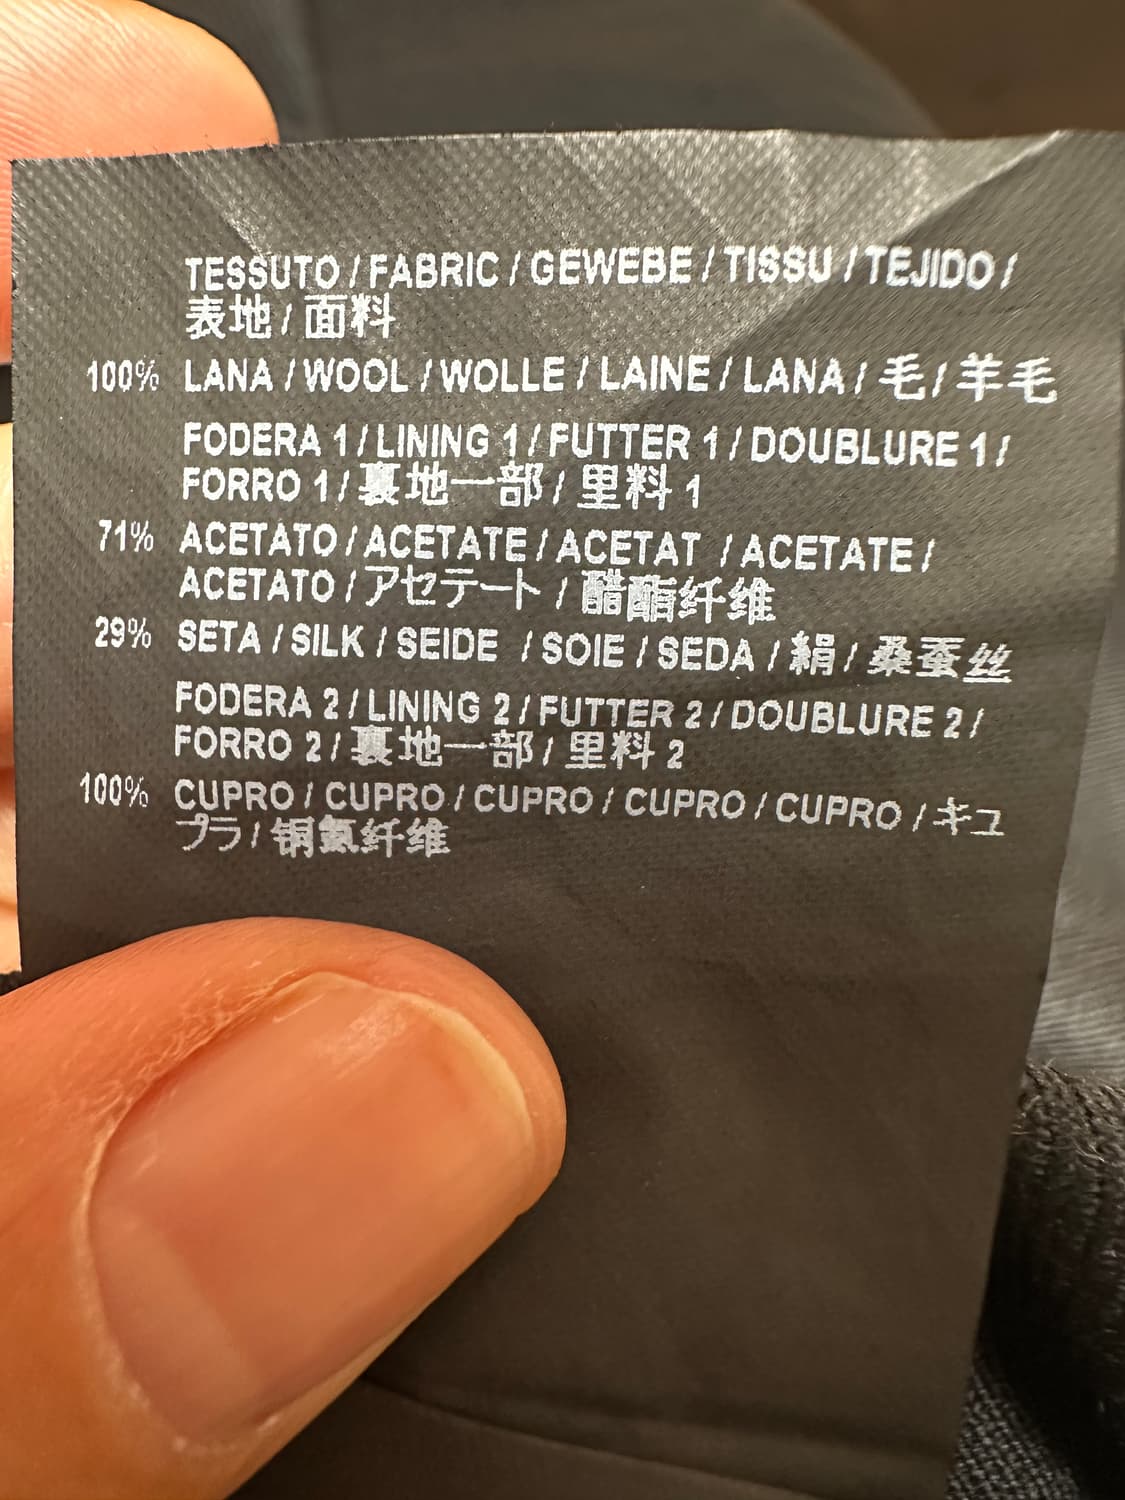 TESSUTO / FABRIC / GEWEBE / TISSU / TEJIDO /
表地 / 面料
100% LANA / WOOL / WOLLE / LAINE / LANA / 毛 / 羊毛
FODERA 1 / LINING 1 / FUTTER 1 / DOUBLURE 1 /
FORRO 1 / 裏地一部 / 里料 1
71% ACETATO / ACETATE / ACETAT / ACETATE /
ACETATO / アセテート / 醋酯纤维
29% SETA / SILK / SEIDE / SOIE / SEDA / 絹 / 桑蚕丝
FODERA 2 / LINING 2 / FUTTER 2 / DOUBLURE 2 /
FORRO 2 / 裏地一部 / 里料 2
100% CUPRO / CUPRO / CUPRO / CUPRO / CUPRO / キュ
プラ / 铜氨纤维